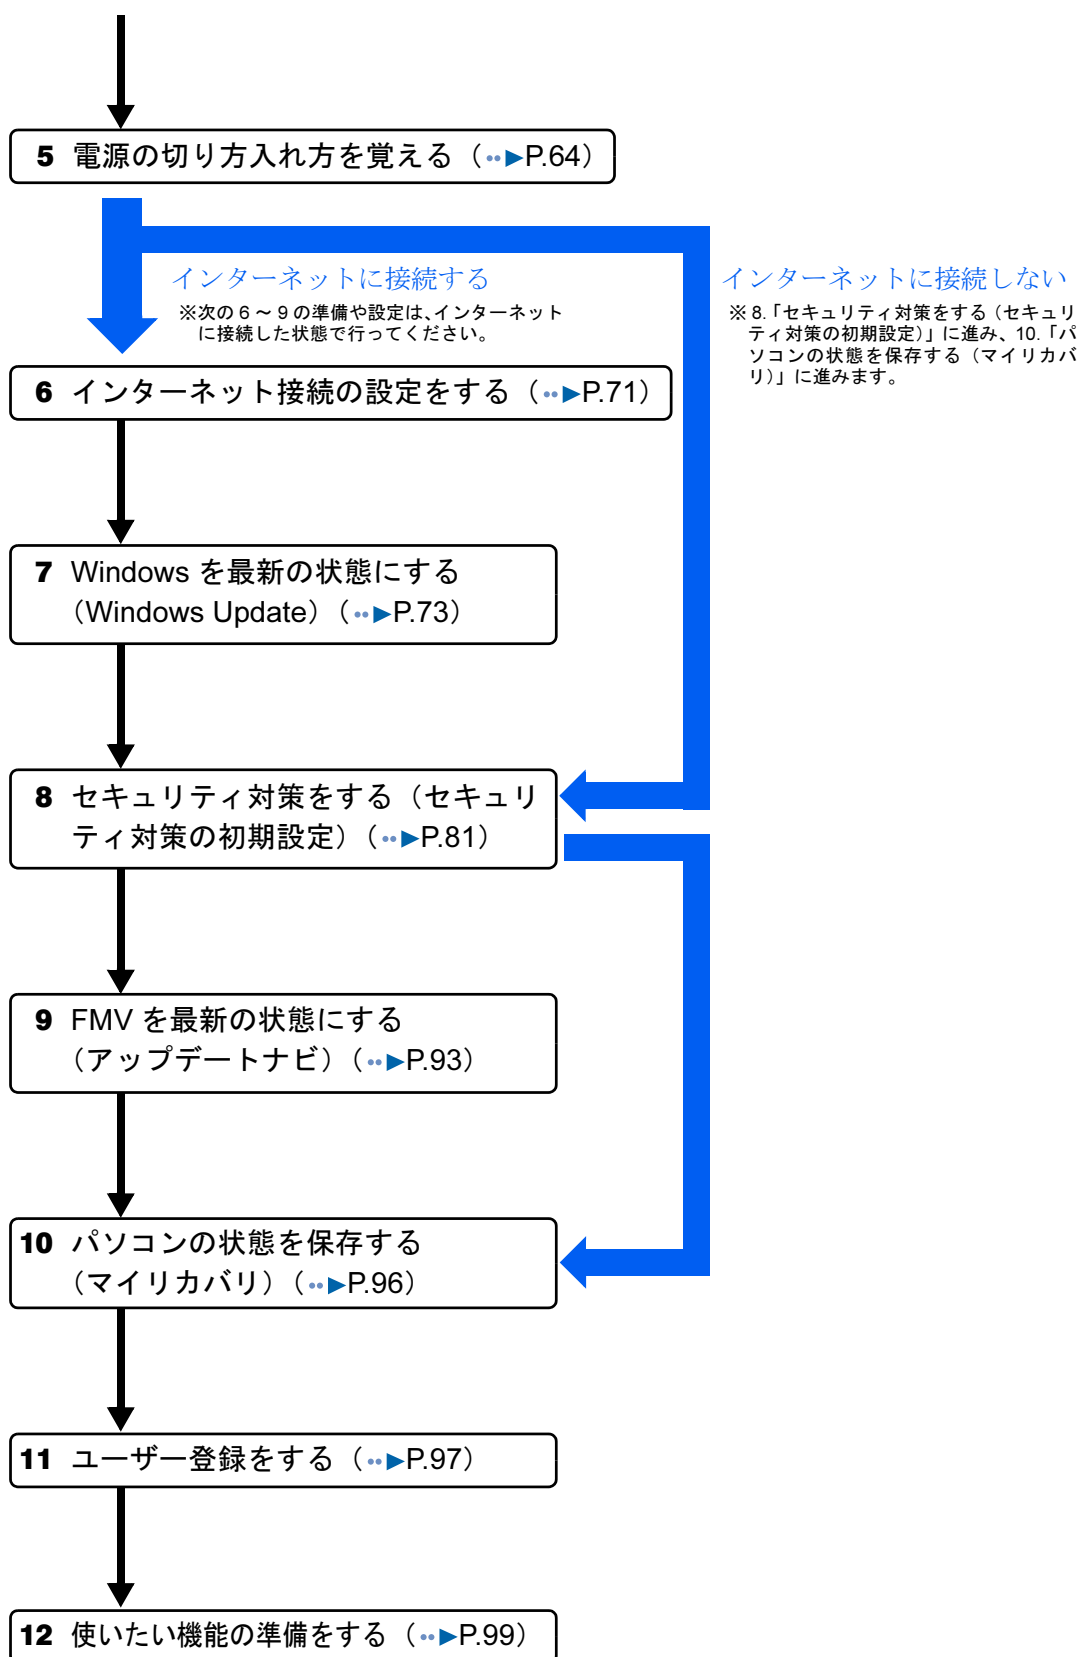 5 電源の切り方入れ方を覚える（••▶P.64）
インターネットに接続する
※次の６～９の準備や設定は、インターネット
に接続した状態で行ってください。
インターネットに接続しない
※8.「セキュリティ対策をする（セキュリ
ティ対策の初期設定）」に進み、10.「パ
ソコンの状態を保存する（マイリカバ
リ）」に進みます。
6 インターネット接続の設定をする（••▶P.71）
7 Windows を最新の状態にする
（Windows Update）（••▶P.73）
8 セキュリティ対策をする（セキュリ
ティ対策の初期設定）（••▶P.81）
9 FMV を最新の状態にする
（アップデートナビ）（••▶P.93）
10 パソコンの状態を保存する
（マイリカバリ）（••▶P.96）
11 ユーザー登録をする（••▶P.97）
12 使いたい機能の準備をする（••▶P.99）